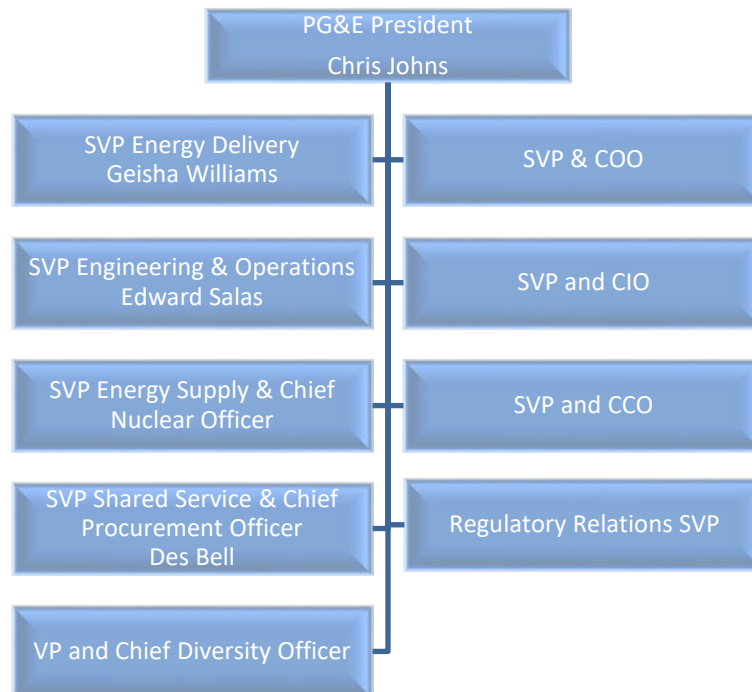 PG&E President
Chris Johns
SVP Energy Delivery
Geisha Williams
SVP & COO
SVP Engineering & Operations
Edward Salas
SVP and CIO
SVP Energy Supply & Chief
Nuclear Officer
SVP and CCO
SVP Shared Service & Chief
Procurement Officer
Des Bell
Regulatory Relations SVP
VP and Chief Diversity Officer